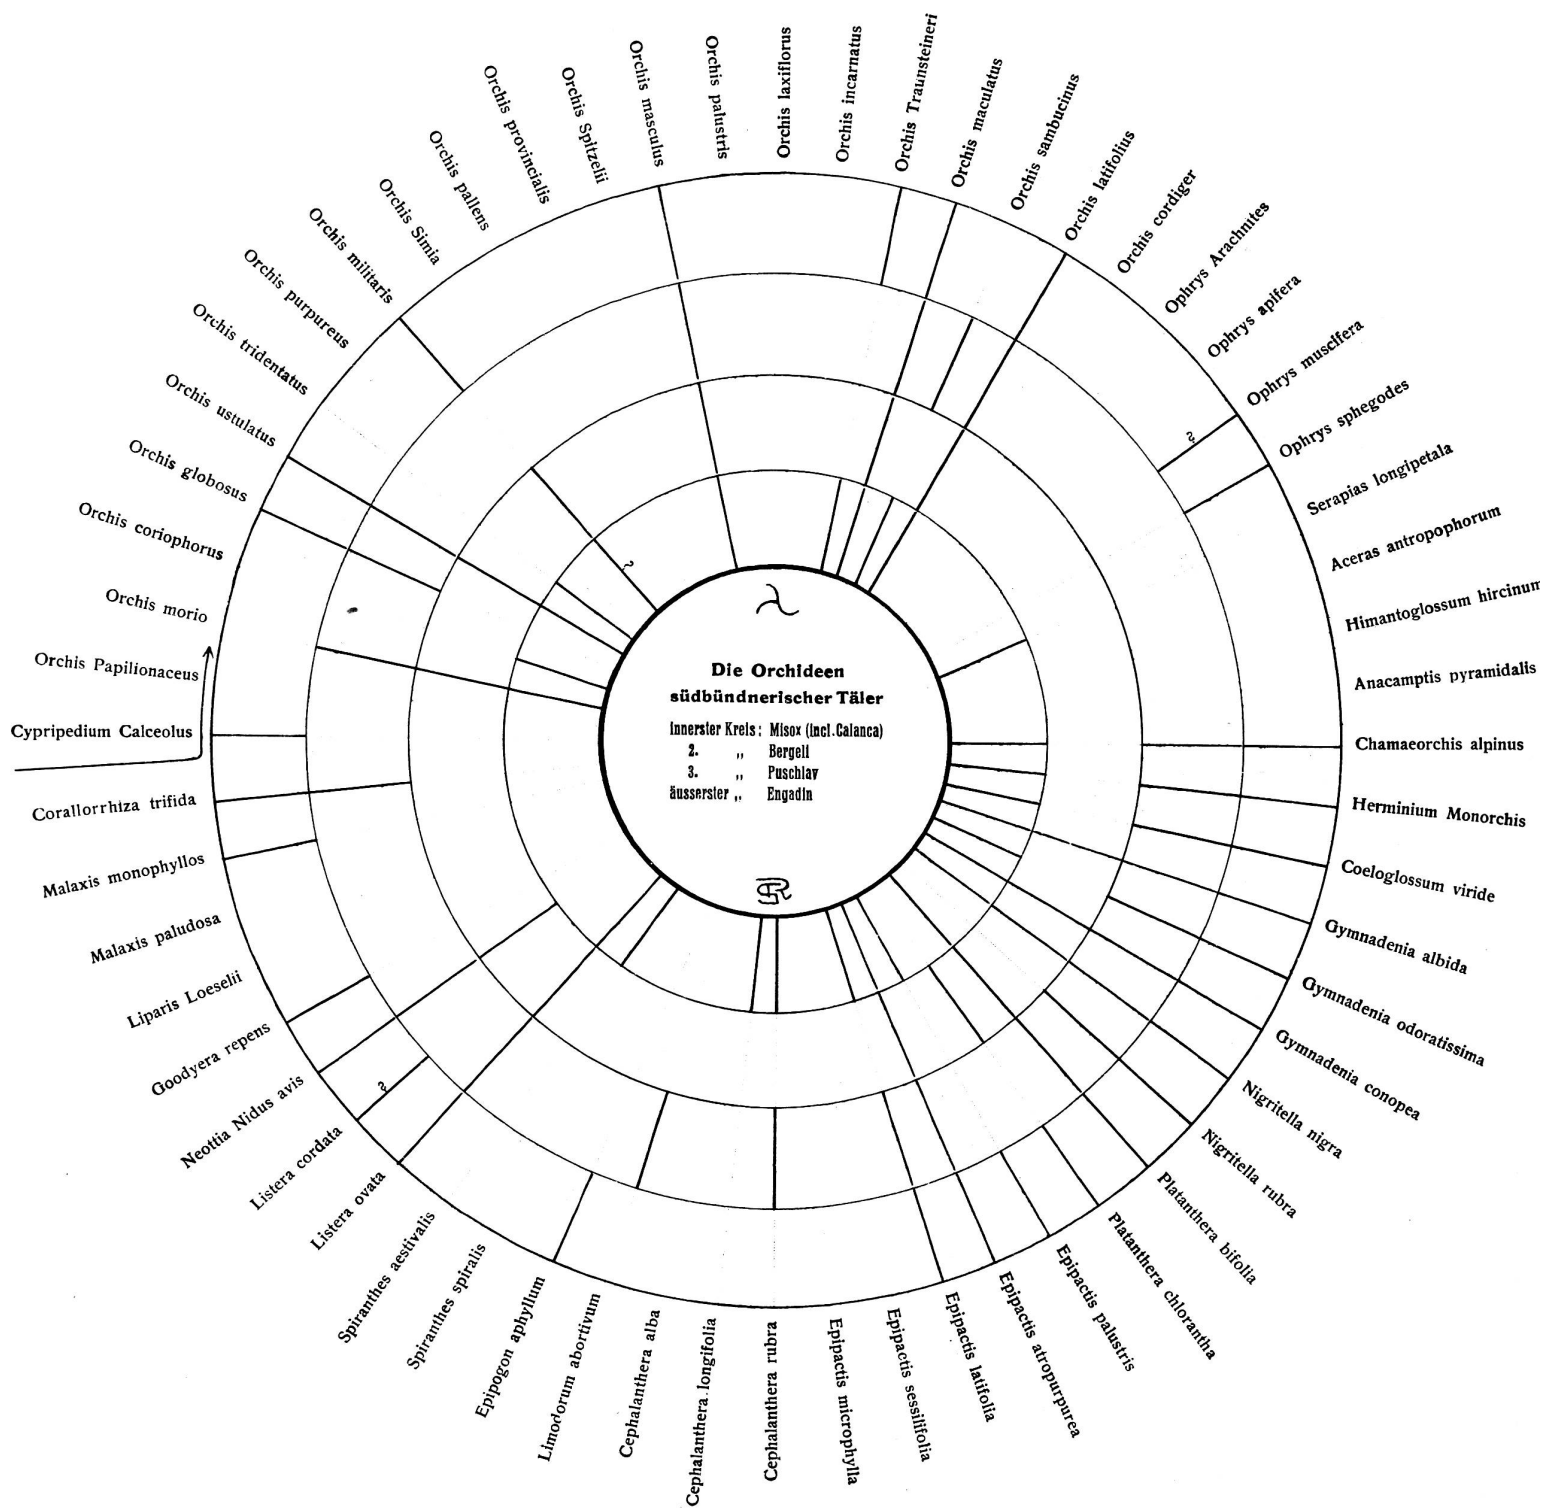 Die Orchideen
südbündnerischer Täler
innerster Kreis: Misox (incl. Calanca)
2. „ Bergell
3. „ Puschlav
äusserster „ Engadin
Cypripedium Calceolus
Orchis Papilionaceus
Orchis morio
Orchis coriophorus
Orchis globosus
Orchis ustulatus
Orchis tridentatus
Orchis purpureus
Orchis militaris
Orchis Simia
Orchis pallens
Orchis provincialis
Orchis Spitzelii
Orchis masculus
Orchis palustris
Orchis laxiflorus
Orchis incarnatus
Orchis Traunsteineri
Orchis maculatus
Orchis sambucinus
Orchis latifolius
Orchis cordiger
Ophrys Arachnites
Ophrys apifera
Ophrys muscifera
Ophrys sphegodes
Serapias longipetala
Aceras antropophorum
Himantoglossum hircinum
Anacamptis pyramidalis
Chamaeorchis alpinus
Herminium Monorchis
Coeloglossum viride
Gymnadenia albida
Gymnadenia odoratissima
Gymnadenia conopea
Nigritella nigra
Nigritella rubra
Platanthera bifolia
Platanthera chlorantha
Epipactis palustris
Epipactis atropurpurea
Epipactis latifolia
Epipactis sessilifolia
Epipactis microphylla
Cephalanthera rubra
Cephalanthera longifolia
Cephalanthera alba
Limodorum abortivum
Epipogon aphyllum
Spiranthes spiralis
Spiranthes aestivalis
Listera ovata
Listera cordata
Neottia Nidus avis
Goodyera repens
Liparis Loeselii
Malaxis paludosa
Malaxis monophyllos
Corallorrhiza trifida
?
?
?